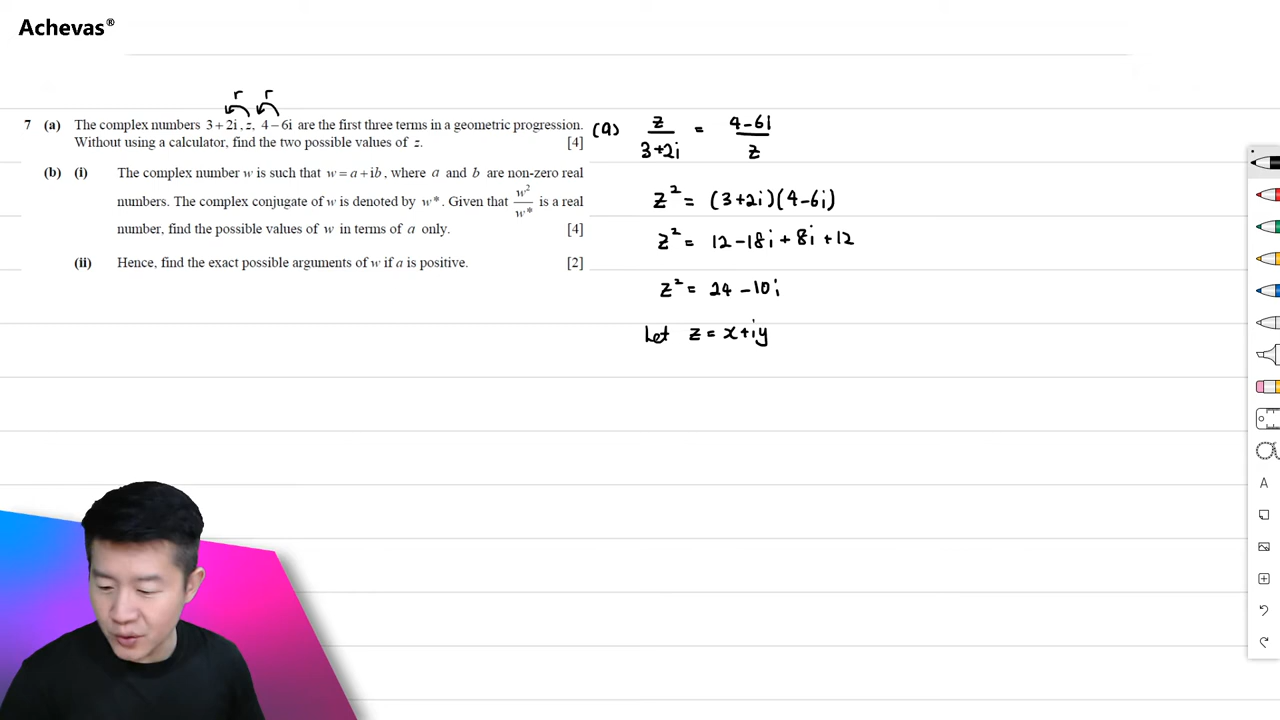 Achevas®
r r
7 (a) The complex numbers 3 + 2i , z, 4 − 6i are the first three terms in a geometric progression.
Without using a calculator, find the two possible values of z. [4]
(b) (i) The complex number w is such that w = a + ib, where a and b are non-zero real
numbers. The complex conjugate of w is denoted by w*. Given that w²/w* is a real
number, find the possible values of w in terms of a only. [4]
(ii) Hence, find the exact possible arguments of w if a is positive. [2]
(a) z/(3+2i) = (4-6i)/z
z² = (3+2i)(4-6i)
z² = 12 -18i + 8i +12
z² = 24 -10i
Let z = x+iy
A